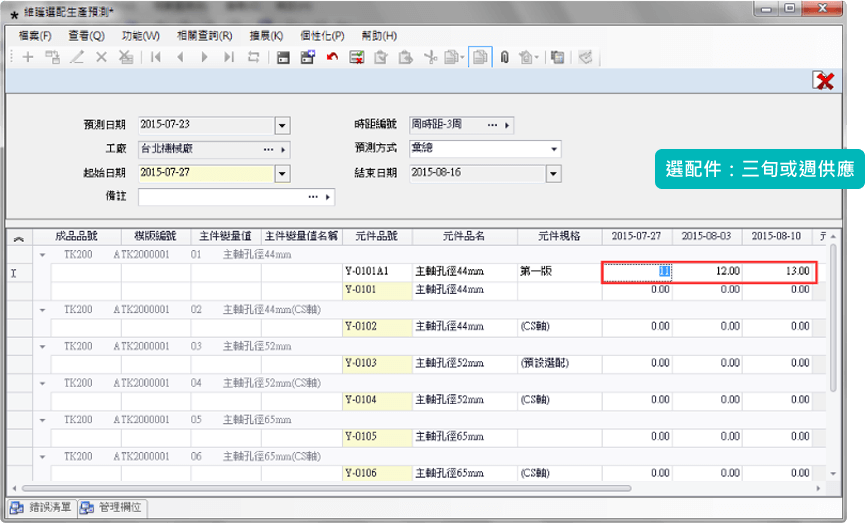 維護選配生產預測*
檔案(F) 查看(Q) 功能(W) 相關查詢(R) 擴展(K) 個性化(P) 幫助(H)
預測日期 2015-07-23 時距編號 周時距-3周
工廠 台北機械廠 預測方式 彙總
起始日期 2015-07-27 結束日期 2015-08-16
備註
選配件：三旬或週供應
成品品號 模版編號 主件變量值 主件變量值名稱 元件品號 元件品名 元件規格 2015-07-27 2015-08-03 2015-08-10
TK200 ATK2000001 01 主軸孔徑44mm
Y-0101A1 主軸孔徑44mm 第一版 11 12.00 13.00
Y-0101 主軸孔徑44mm 0.00 0.00 0.00
TK200 ATK2000001 02 主軸孔徑44mm(CS軸)
Y-0102 主軸孔徑44mm (CS軸) 0.00 0.00 0.00
TK200 ATK2000001 03 主軸孔徑52mm
Y-0103 主軸孔徑52mm (預設選配) 0.00 0.00 0.00
TK200 ATK2000001 04 主軸孔徑52mm(CS軸)
Y-0104 主軸孔徑52mm (CS軸) 0.00 0.00 0.00
TK200 ATK2000001 05 主軸孔徑65mm
Y-0105 主軸孔徑65mm 0.00 0.00 0.00
TK200 ATK2000001 06 主軸孔徑65mm(CS軸)
Y-0106 主軸孔徑65mm (CS軸) 0.00 0.00 0.00
錯誤清單 管理欄位